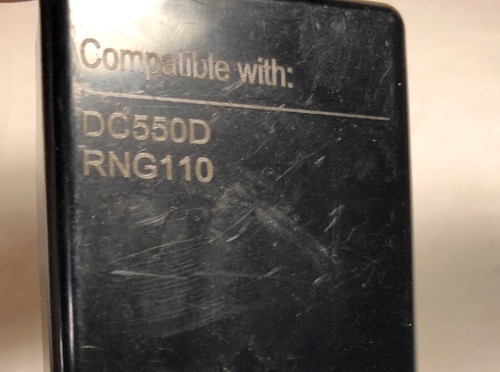 Compatible with:
DC550D
RNG110